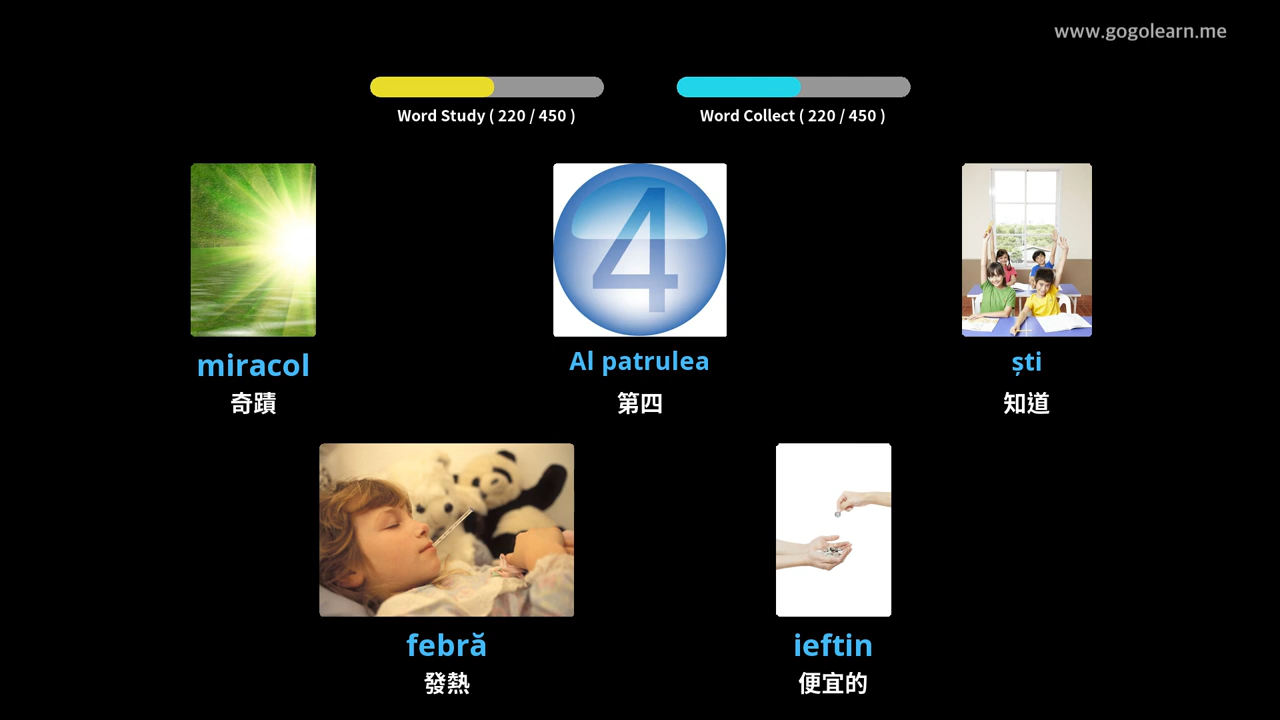 www.gogolearn.me
Word Study ( 220 / 450 )
Word Collect ( 220 / 450 )
4
miracol
奇蹟
Al patrulea
第四
ști
知道
febră
發熱
ieftin
便宜的